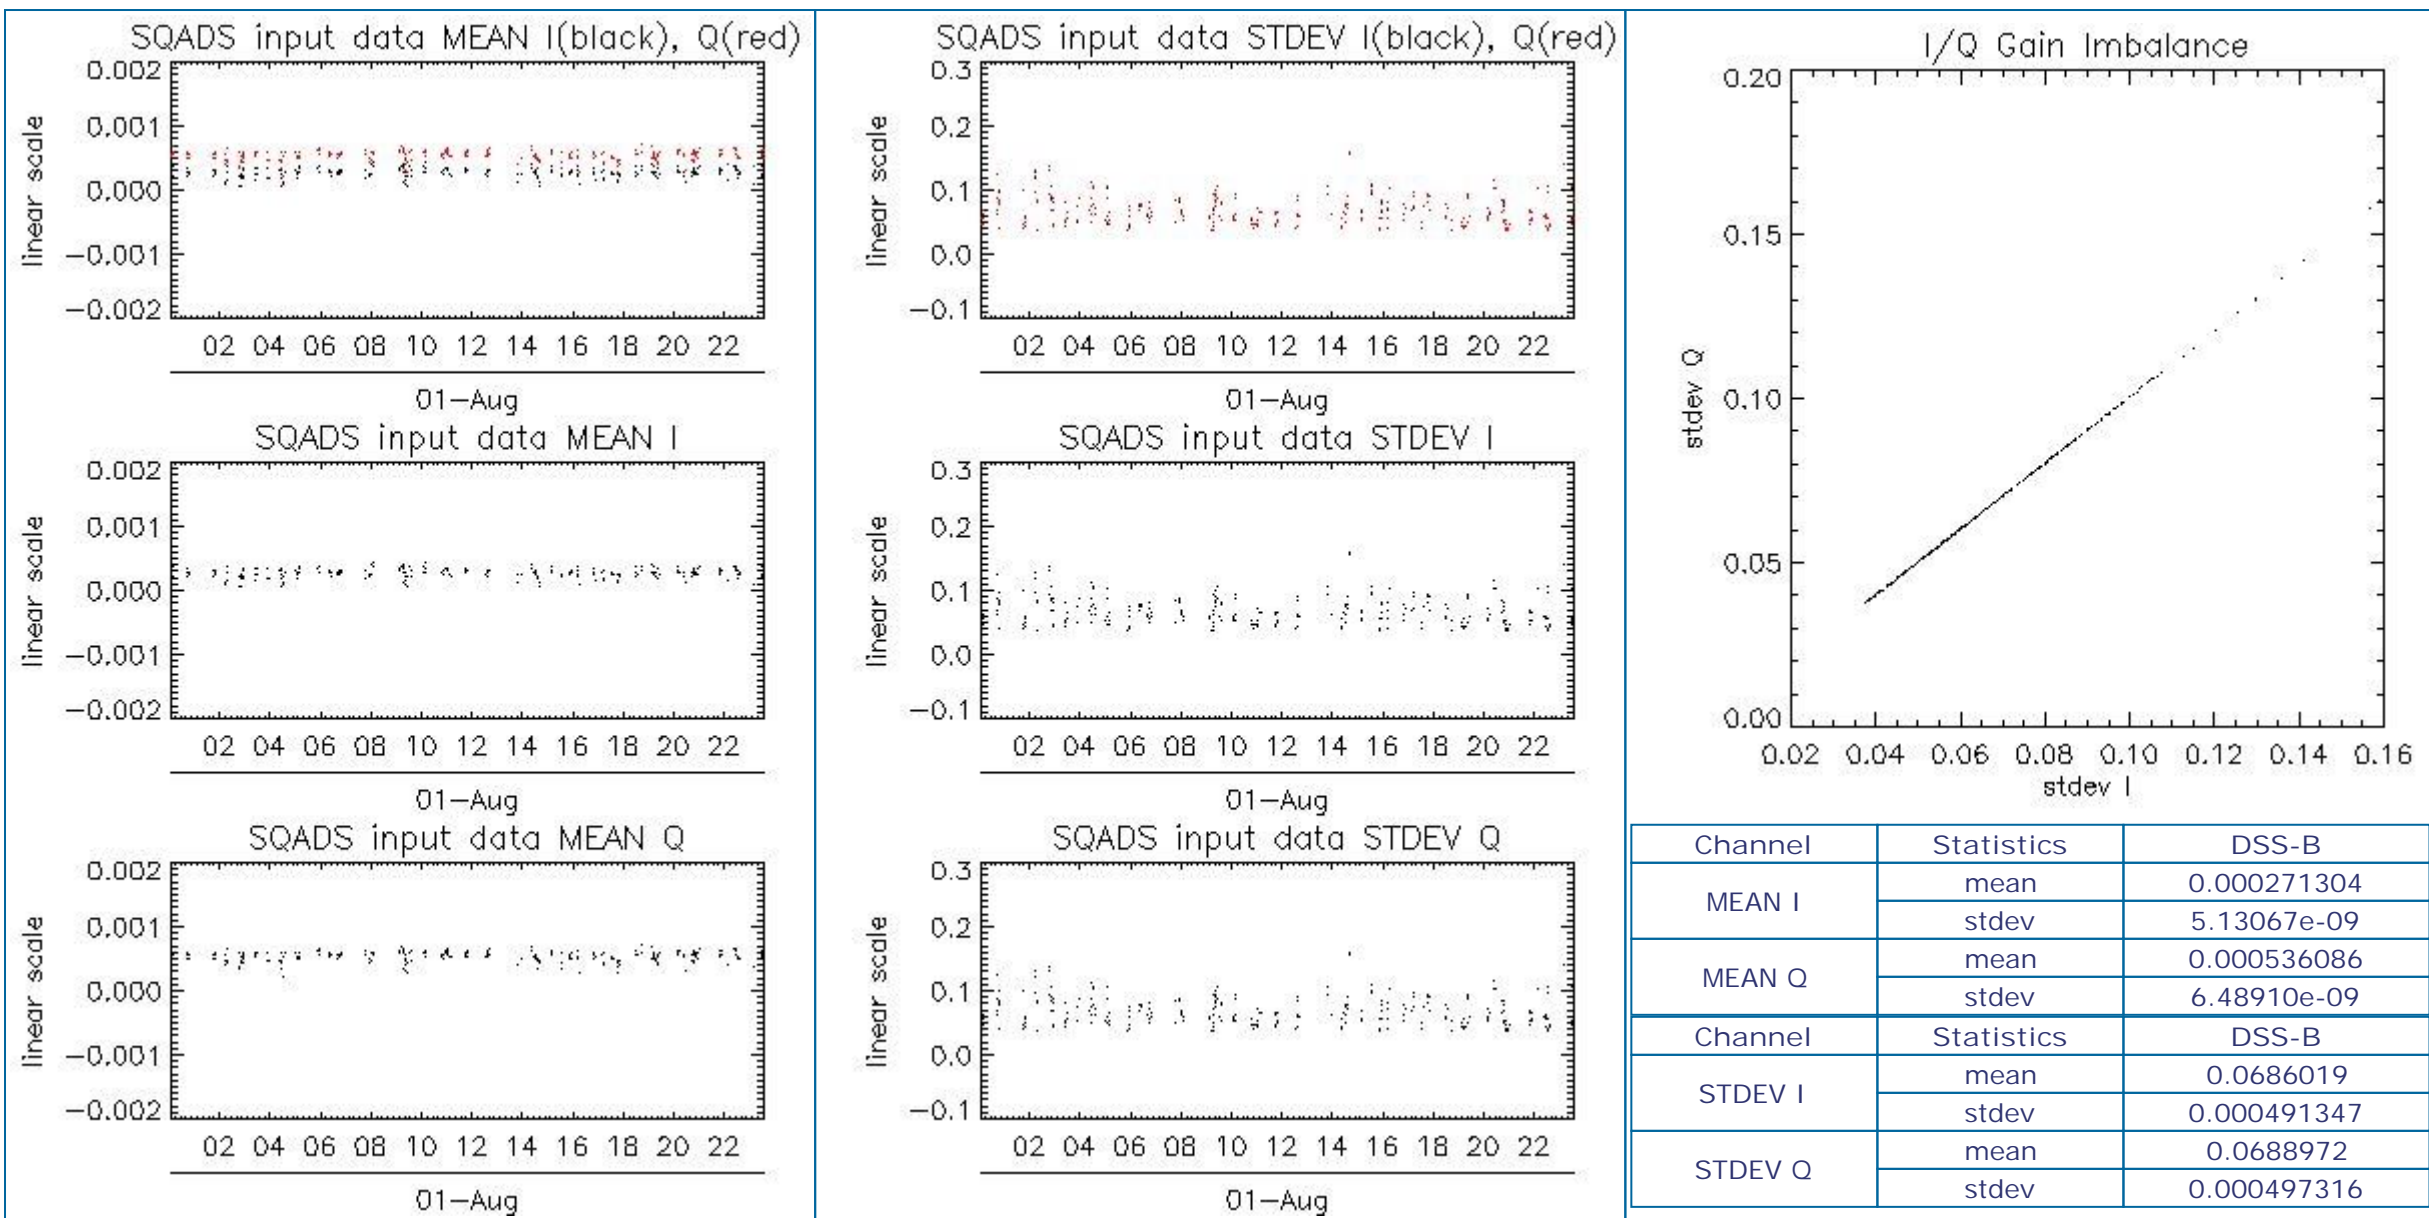 SQADS input data MEAN I(black), Q(red)
0.002
0.001
0.000
−0.001
−0.002
linear scale
02 04 06 08 10 12 14 16 18 20 22
01−Aug
SQADS input data MEAN I
0.002
0.001
0.000
−0.001
−0.002
linear scale
02 04 06 08 10 12 14 16 18 20 22
01−Aug
SQADS input data MEAN Q
0.002
0.001
0.000
−0.001
−0.002
linear scale
02 04 06 08 10 12 14 16 18 20 22
01−Aug
SQADS input data STDEV I(black), Q(red)
0.3
0.2
0.1
0.0
−0.1
linear scale
02 04 06 08 10 12 14 16 18 20 22
01−Aug
SQADS input data STDEV I
0.3
0.2
0.1
0.0
−0.1
linear scale
02 04 06 08 10 12 14 16 18 20 22
01−Aug
SQADS input data STDEV Q
0.3
0.2
0.1
0.0
−0.1
linear scale
02 04 06 08 10 12 14 16 18 20 22
01−Aug
I/Q Gain Imbalance
0.20
0.15
0.10
0.05
0.00
stdev Q
0.02 0.04 0.06 0.08 0.10 0.12 0.14 0.16
stdev I
Channel Statistics DSS-B
MEAN I mean 0.000271304
stdev 5.13067e-09
MEAN Q mean 0.000536086
stdev 6.48910e-09
Channel Statistics DSS-B
STDEV I mean 0.0686019
stdev 0.000491347
STDEV Q mean 0.0688972
stdev 0.000497316